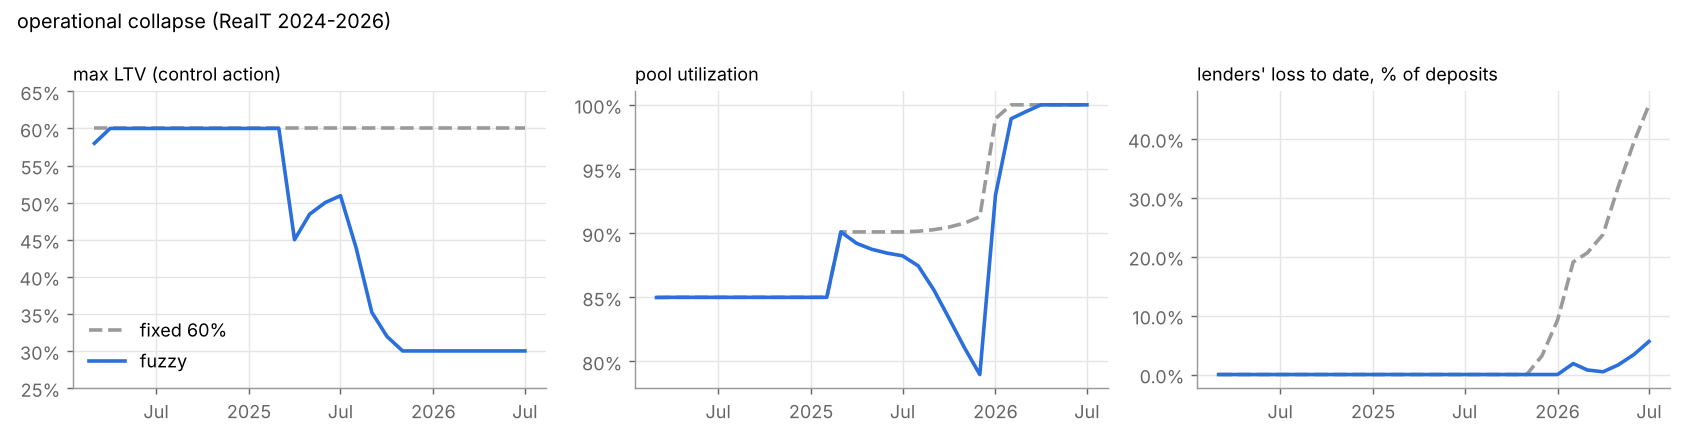 operational collapse (RealT 2024-2026)
max LTV (control action)
65%
60%
55%
50%
45%
40%
35%
30%
25%
fixed 60%
fuzzy
Jul
2025
Jul
2026
Jul
pool utilization
100%
95%
90%
85%
80%
Jul
2025
Jul
2026
Jul
lenders' loss to date, % of deposits
40.0%
30.0%
20.0%
10.0%
0.0%
Jul
2025
Jul
2026
Jul